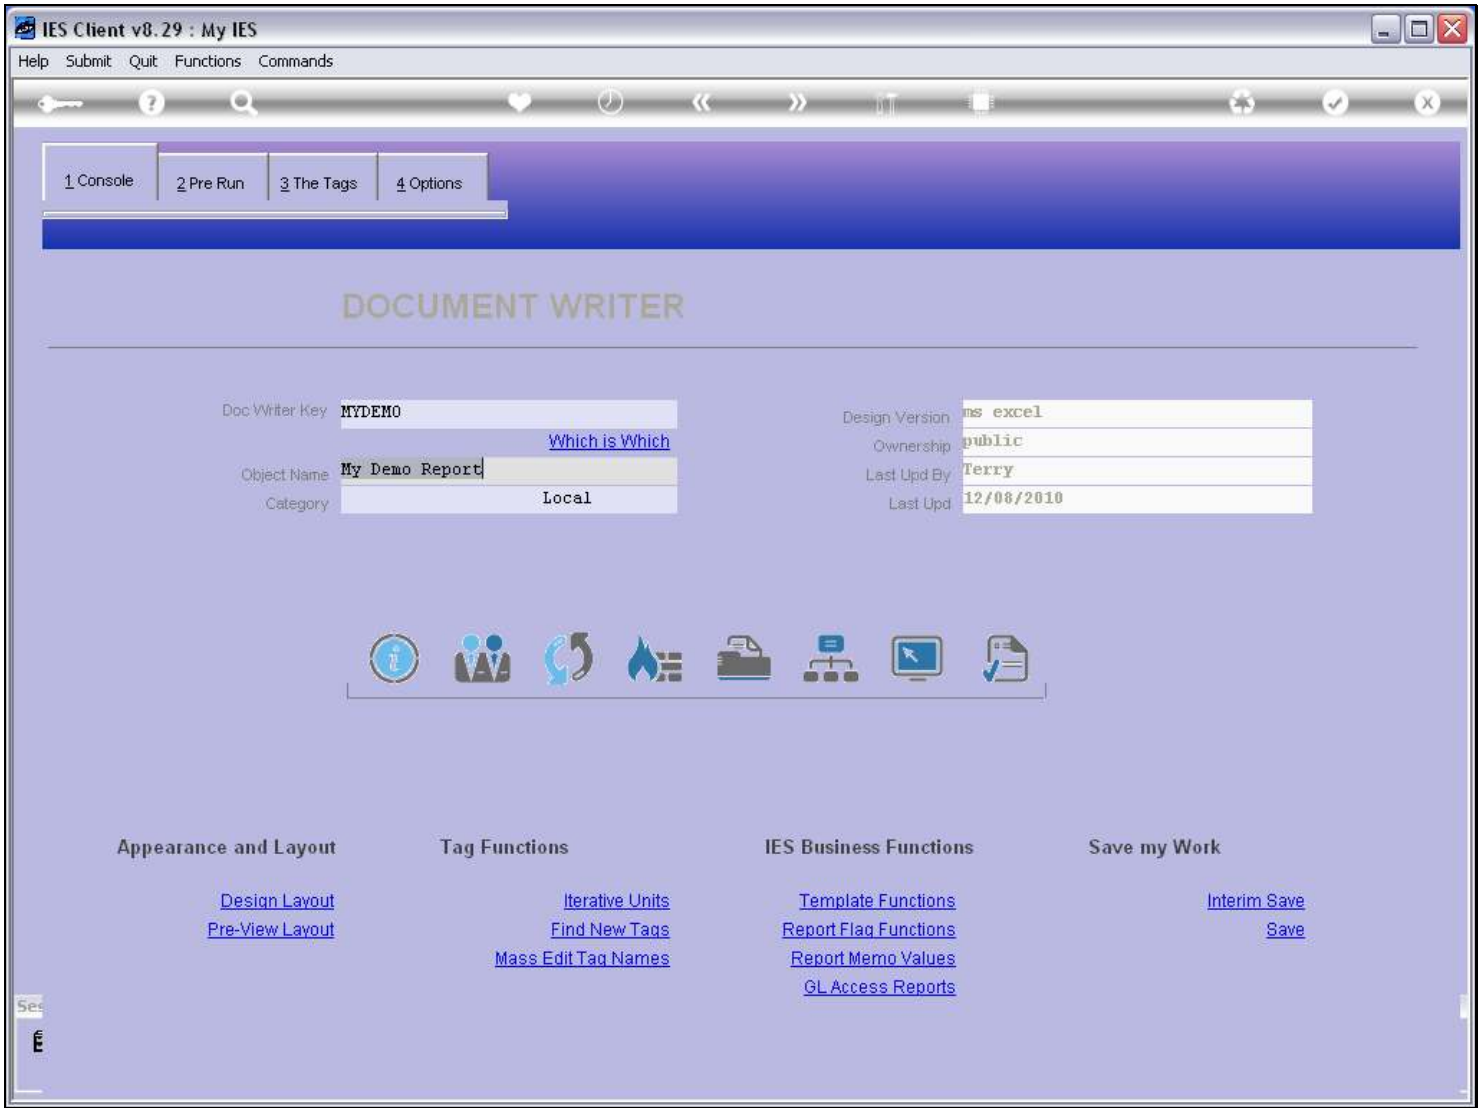 IES Client v8.29 : My IES
Help Submit Quit Functions Commands
1 Console 2 Pre Run 3 The Tags 4 Options
DOCUMENT WRITER
Doc Writer Key MYDEMO
Which is Which
Object Name My Demo Report
Category Local
Design Version ms excel
Ownership public
Last Upd By Terry
Last Upd 12/08/2010
Appearance and Layout
Design Layout
Pre-View Layout
Tag Functions
Iterative Units
Find New Tags
Mass Edit Tag Names
IES Business Functions
Template Functions
Report Flag Functions
Report Memo Values
GL Access Reports
Save my Work
Interim Save
Save